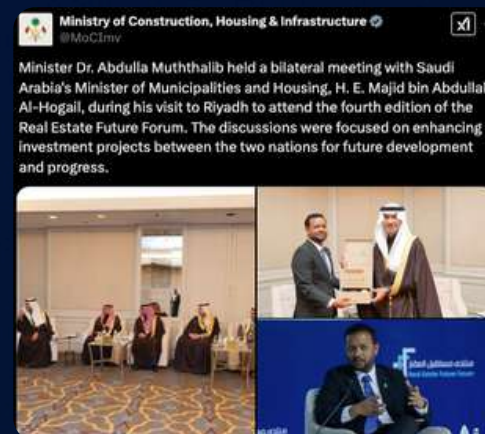 Ministry of Construction, Housing & Infrastructure
@MoCImv
Minister Dr. Abdulla Muththalib held a bilateral meeting with Saudi
Arabia's Minister of Municipalities and Housing, H. E. Majid bin Abdullah
Al-Hogail, during his visit to Riyadh to attend the fourth edition of the
Real Estate Future Forum. The discussions were focused on enhancing
investment projects between the two nations for future development
and progress.
منتدى مستقبل العقار
Real Estate Future Forum